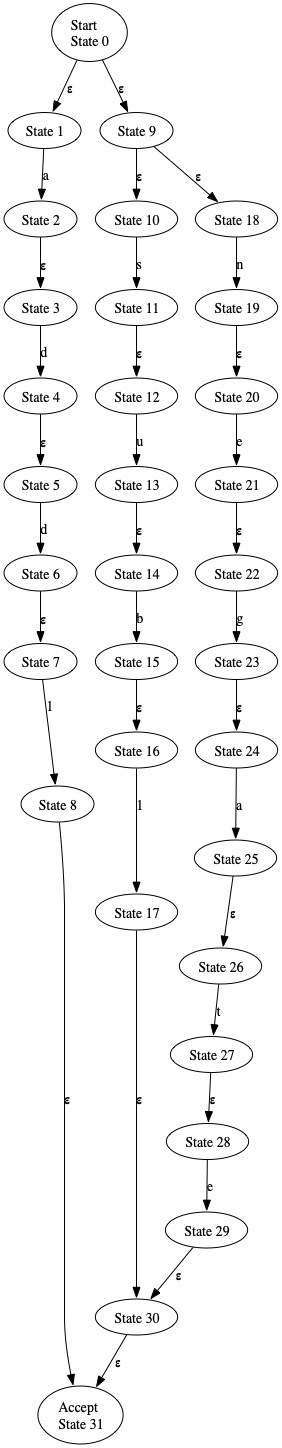 Start
State 0
ε
ε
State 1
State 9
a
ε
ε
State 2
State 10
State 18
ε
s
n
State 3
State 11
State 19
d
ε
ε
State 4
State 12
State 20
ε
u
e
State 5
State 13
State 21
d
ε
ε
State 6
State 14
State 22
ε
b
g
State 7
State 15
State 23
l
ε
ε
State 16
State 24
State 8
l
a
State 25
State 17
ε
State 26
t
State 27
ε
ε
ε
State 28
e
State 29
ε
State 30
ε
Accept
State 31